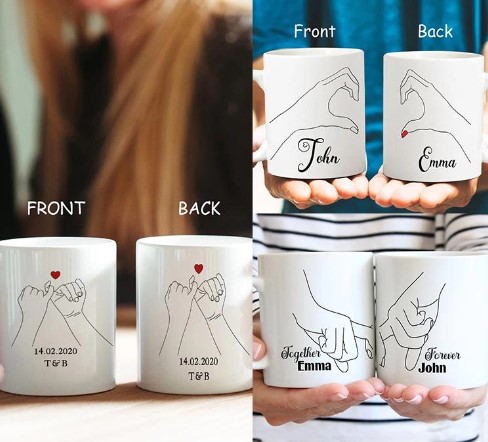 FRONT
BACK
14.02.2020
T & B
14.02.2020
T & B
Front
Back
John
Emma
Together
Emma
Forever
John